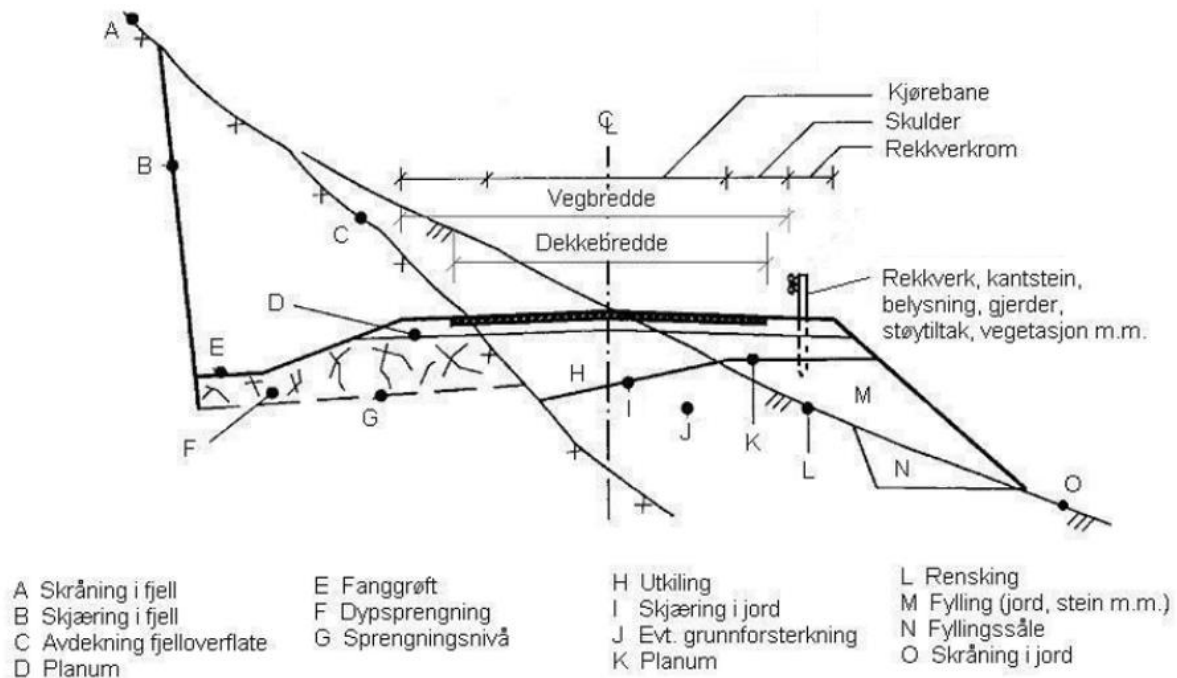 A
Kjørebane
Skulder
Rekkverkrom
℄
B
Vegbredde
C
Dekkebredde
D
Rekkverk, kantstein,
belysning, gjerder,
støytiltak, vegetasjon m.m.
E
H
M
F
G
I
J
K
L
N
O
A Skråning i fjell
B Skjæring i fjell
C Avdekning fjelloverflate
D Planum
E Fanggrøft
F Dypsprengning
G Sprengningsnivå
H Utkiling
I Skjæring i jord
J Evt. grunnforsterkning
K Planum
L Rensking
M Fylling (jord, stein m.m.)
N Fyllingssåle
O Skråning i jord